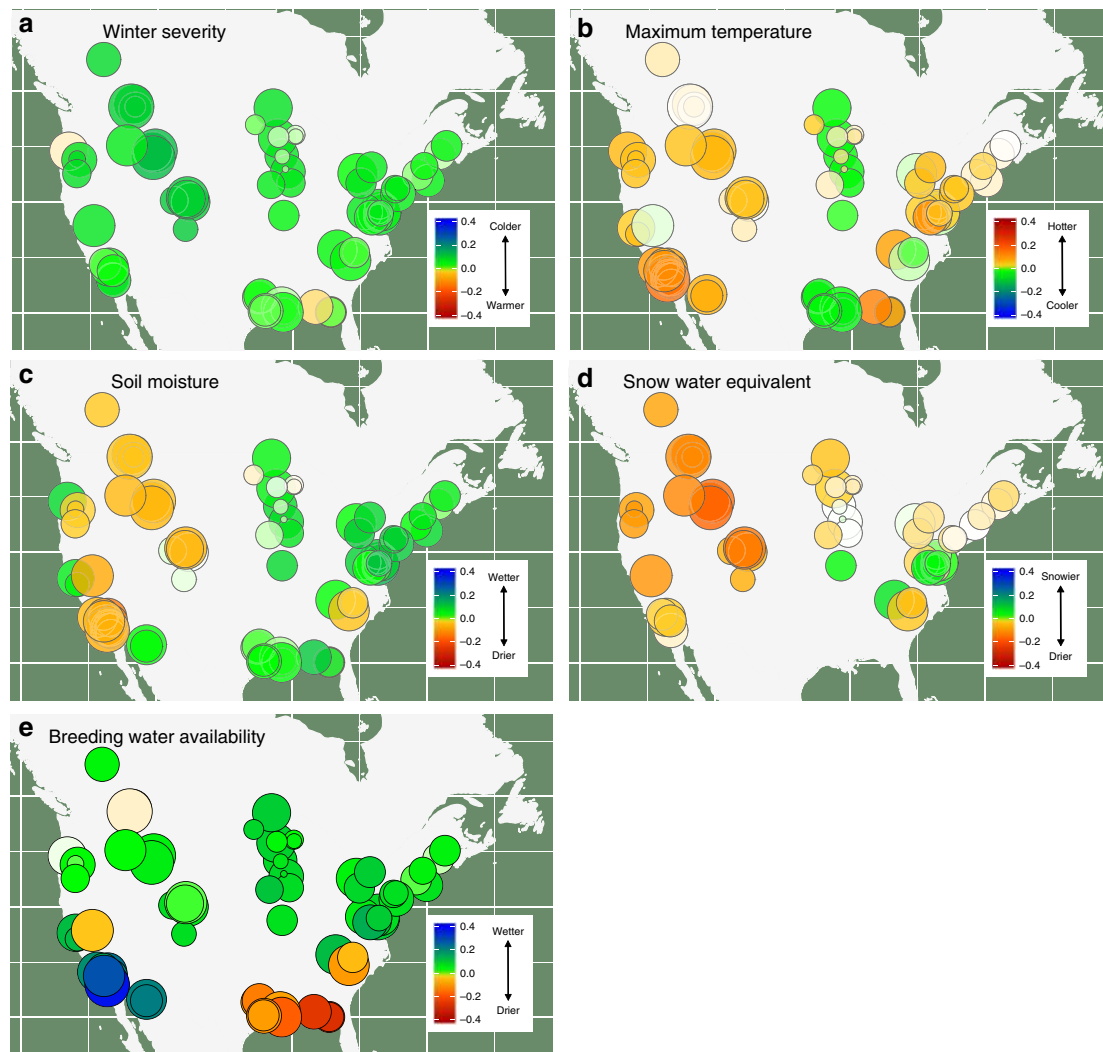 a
Winter severity
0.4
0.2
0.0
−0.2
−0.4
Colder
Warmer
b
Maximum temperature
0.4
0.2
0.0
−0.2
−0.4
Hotter
Cooler
c
Soil moisture
0.4
0.2
0.0
−0.2
−0.4
Wetter
Drier
d
Snow water equivalent
0.4
0.2
0.0
−0.2
−0.4
Snowier
Drier
e
Breeding water availability
0.4
0.2
0.0
−0.2
−0.4
Wetter
Drier